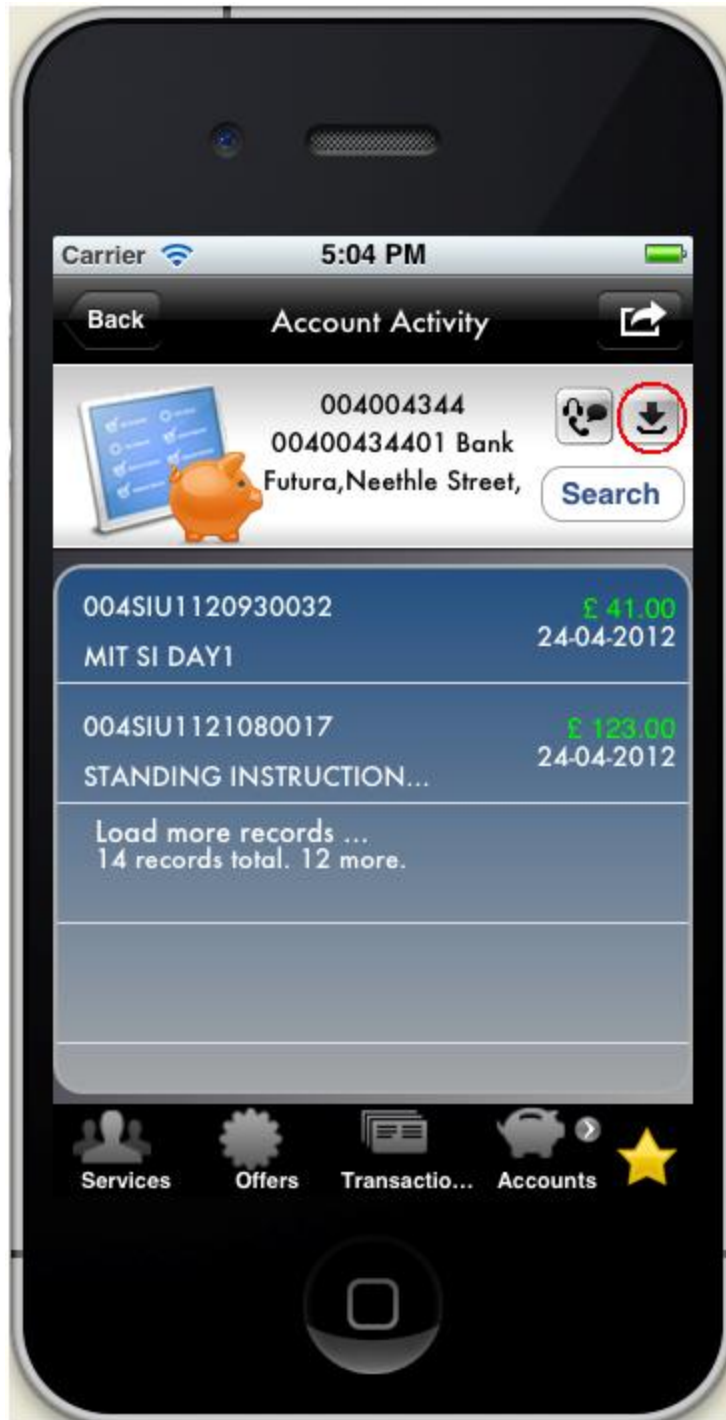 Carrier 5:04 PM
Back Account Activity
004004344
00400434401 Bank
Futura,Neethle Street,
Search
004SIU1120930032 £ 41.00
24-04-2012
MIT SI DAY1
004SIU1121080017 £ 123.00
24-04-2012
STANDING INSTRUCTION...
Load more records ...
14 records total. 12 more.
Services Offers Transactio... Accounts